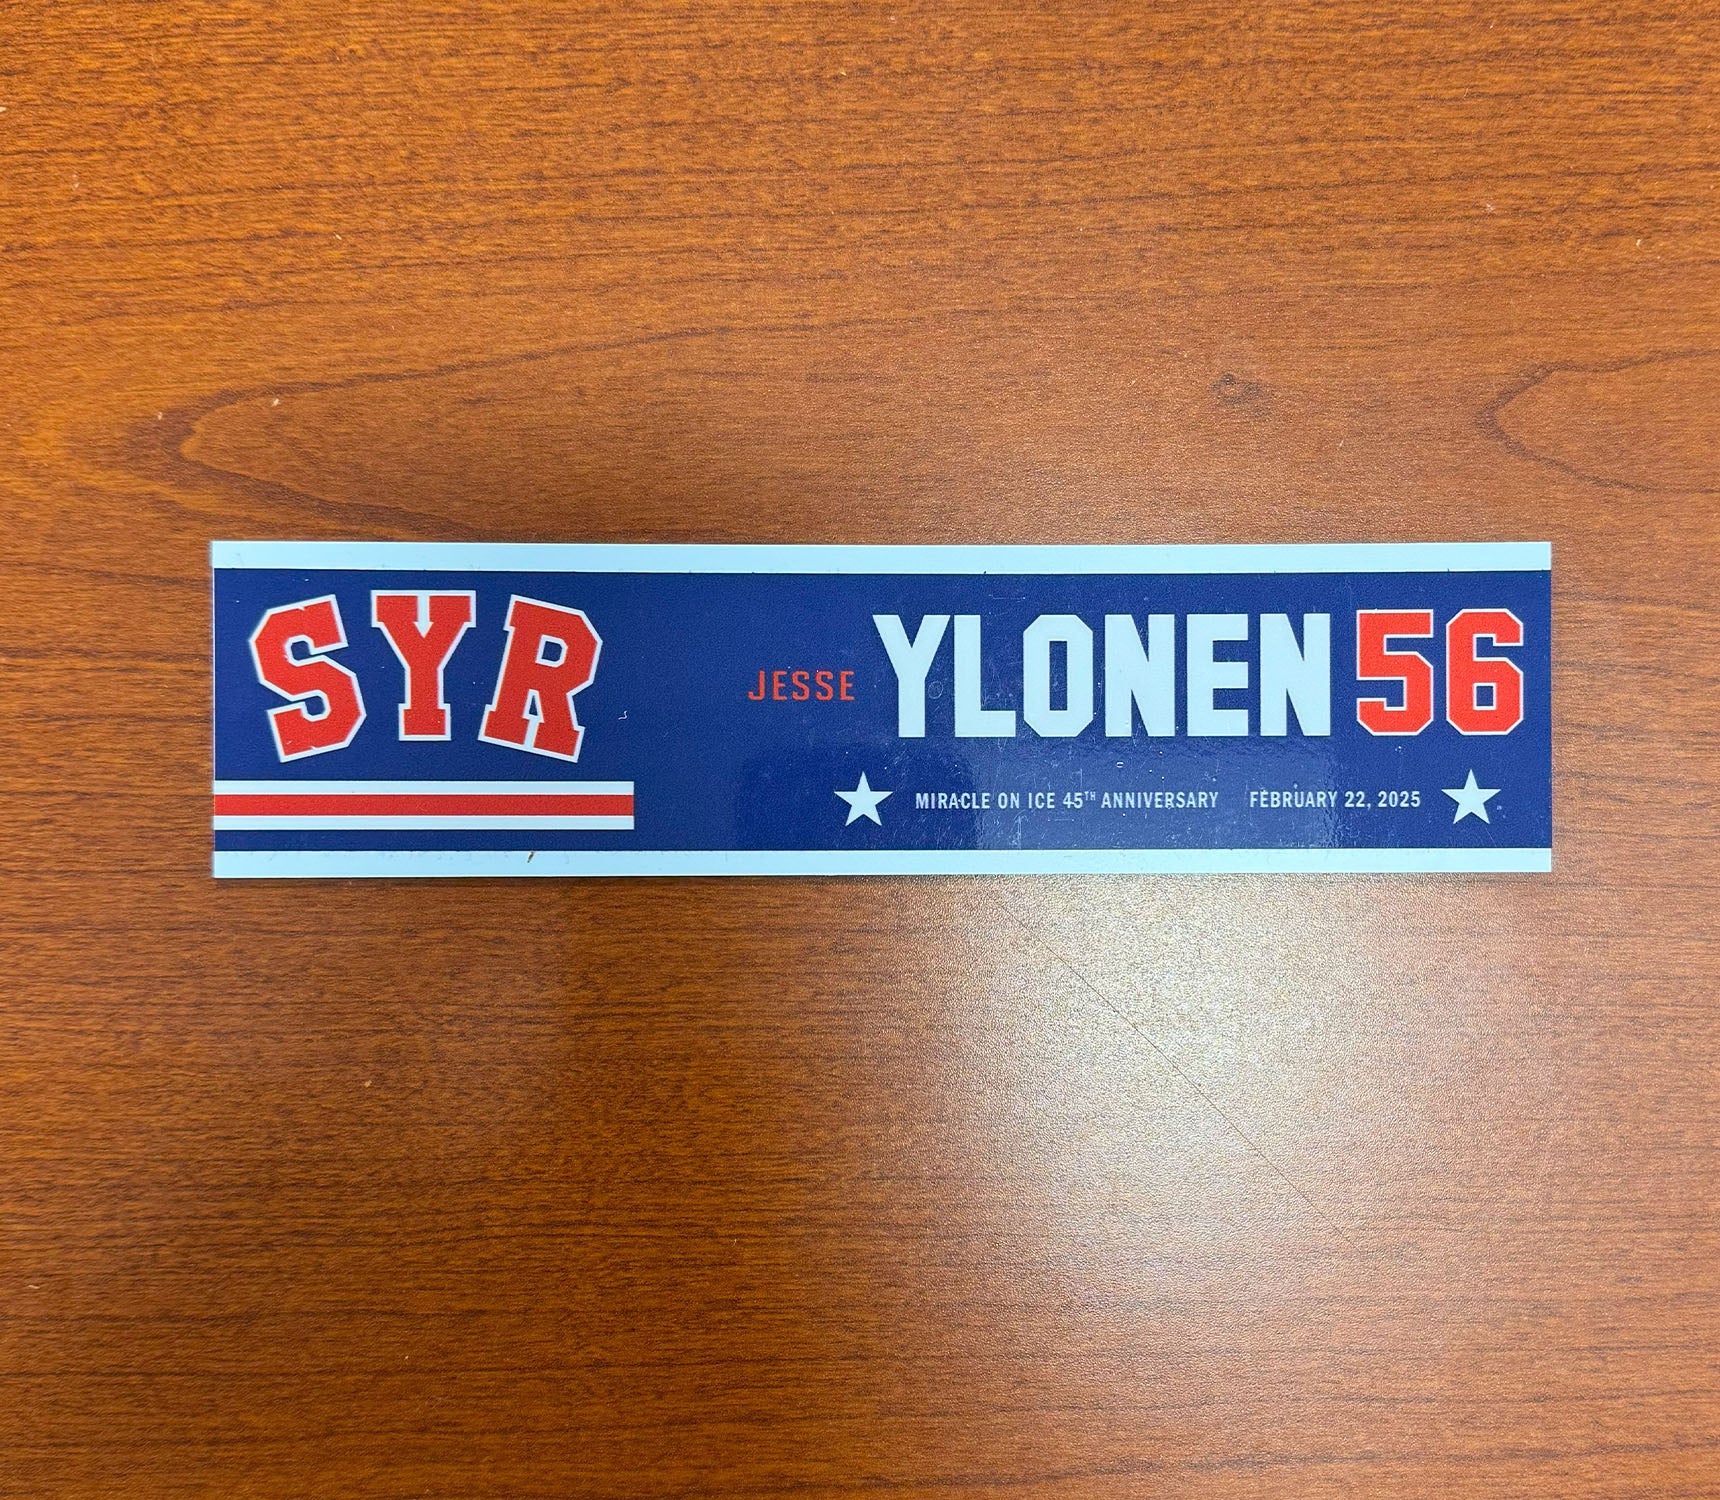 SYR
JESSE YLONEN 56
MIRACLE ON ICE 45TH ANNIVERSARY FEBRUARY 22, 2025